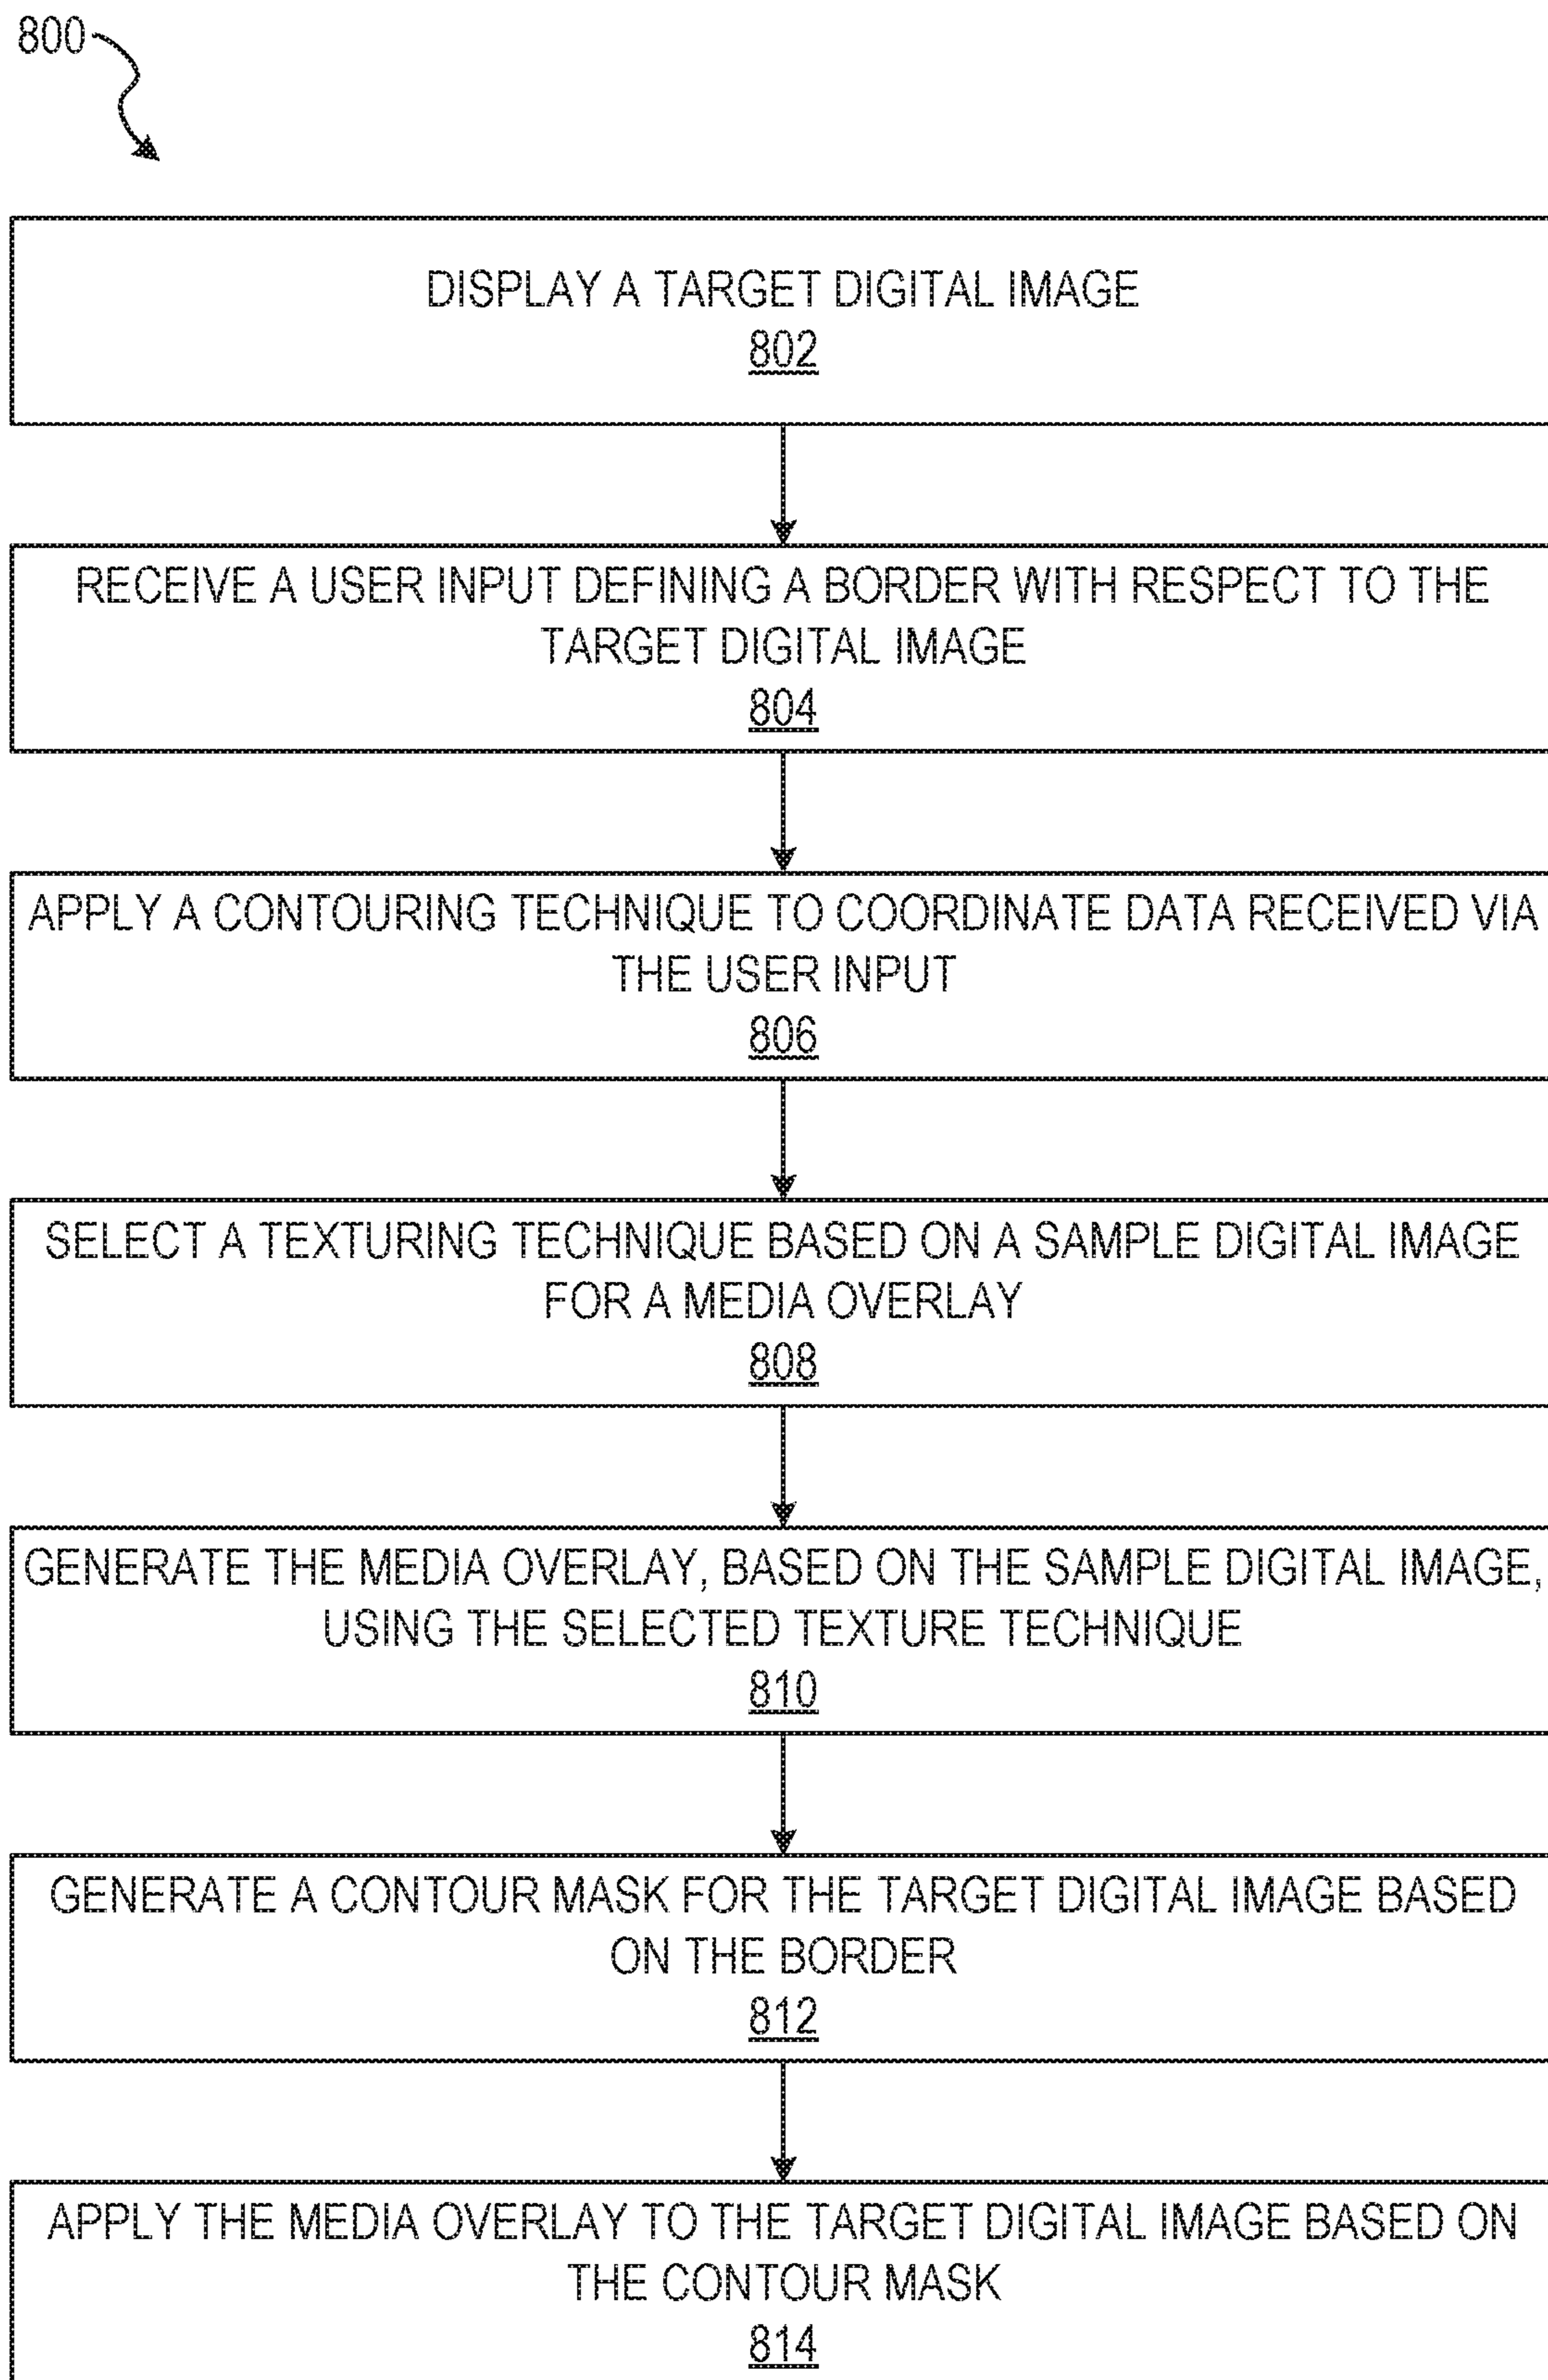 800
DISPLAY A TARGET DIGITAL IMAGE
802
RECEIVE A USER INPUT DEFINING A BORDER WITH RESPECT TO THE
TARGET DIGITAL IMAGE
804
APPLY A CONTOURING TECHNIQUE TO COORDINATE DATA RECEIVED VIA
THE USER INPUT
806
SELECT A TEXTURING TECHNIQUE BASED ON A SAMPLE DIGITAL IMAGE
FOR A MEDIA OVERLAY
808
GENERATE THE MEDIA OVERLAY, BASED ON THE SAMPLE DIGITAL IMAGE,
USING THE SELECTED TEXTURE TECHNIQUE
810
GENERATE A CONTOUR MASK FOR THE TARGET DIGITAL IMAGE BASED
ON THE BORDER
812
APPLY THE MEDIA OVERLAY TO THE TARGET DIGITAL IMAGE BASED ON
THE CONTOUR MASK
814